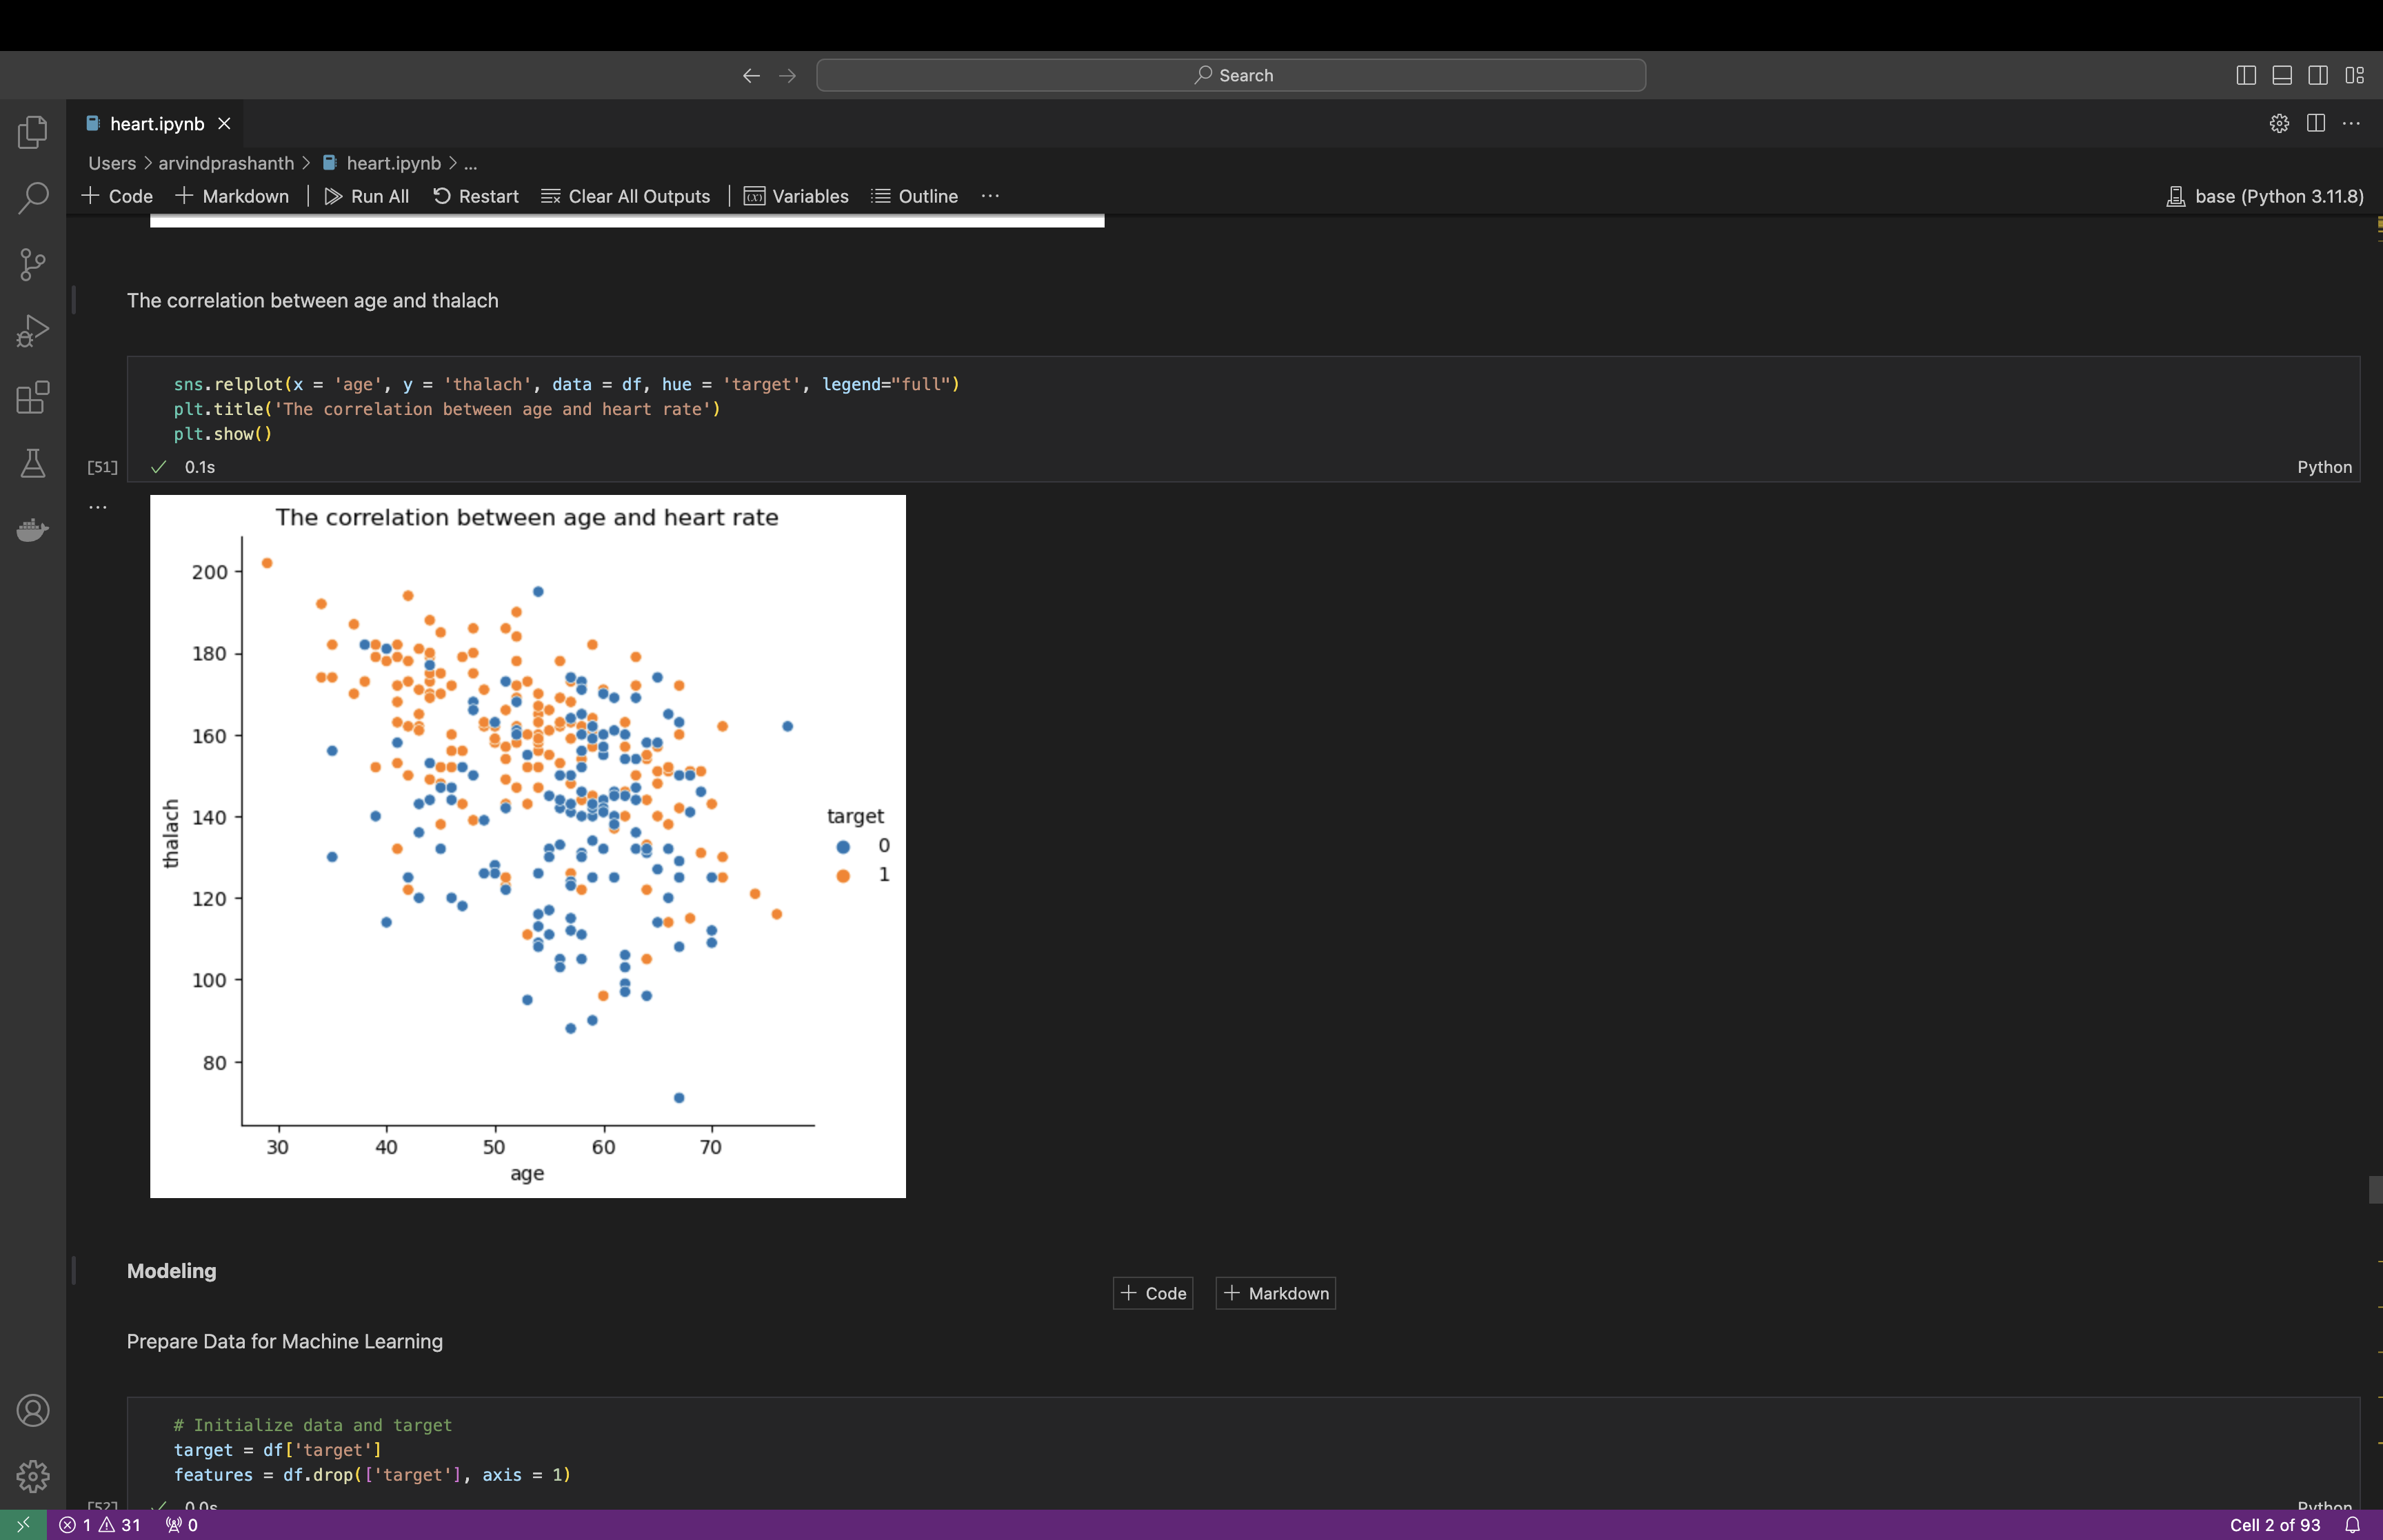 Search
heart.ipynb
Users > arvindprashanth > heart.ipynb > ...
+ Code + Markdown | Run All Restart Clear All Outputs | Variables Outline ...
base (Python 3.11.8)
The correlation between age and thalach
sns.relplot(x = 'age', y = 'thalach', data = df, hue = 'target', legend="full")
plt.title('The correlation between age and heart rate')
plt.show()
[51] ✓ 0.1s
Python
...
The correlation between age and heart rate
200
180
160
140
120
100
80
thalach
target
0
1
30 40 50 60 70
age
Modeling
+ Code + Markdown
Prepare Data for Machine Learning
# Initialize data and target
target = df['target']
features = df.drop(['target'], axis = 1)
[52] ✓ 0.0s
Python
1 31 0
Cell 2 of 93